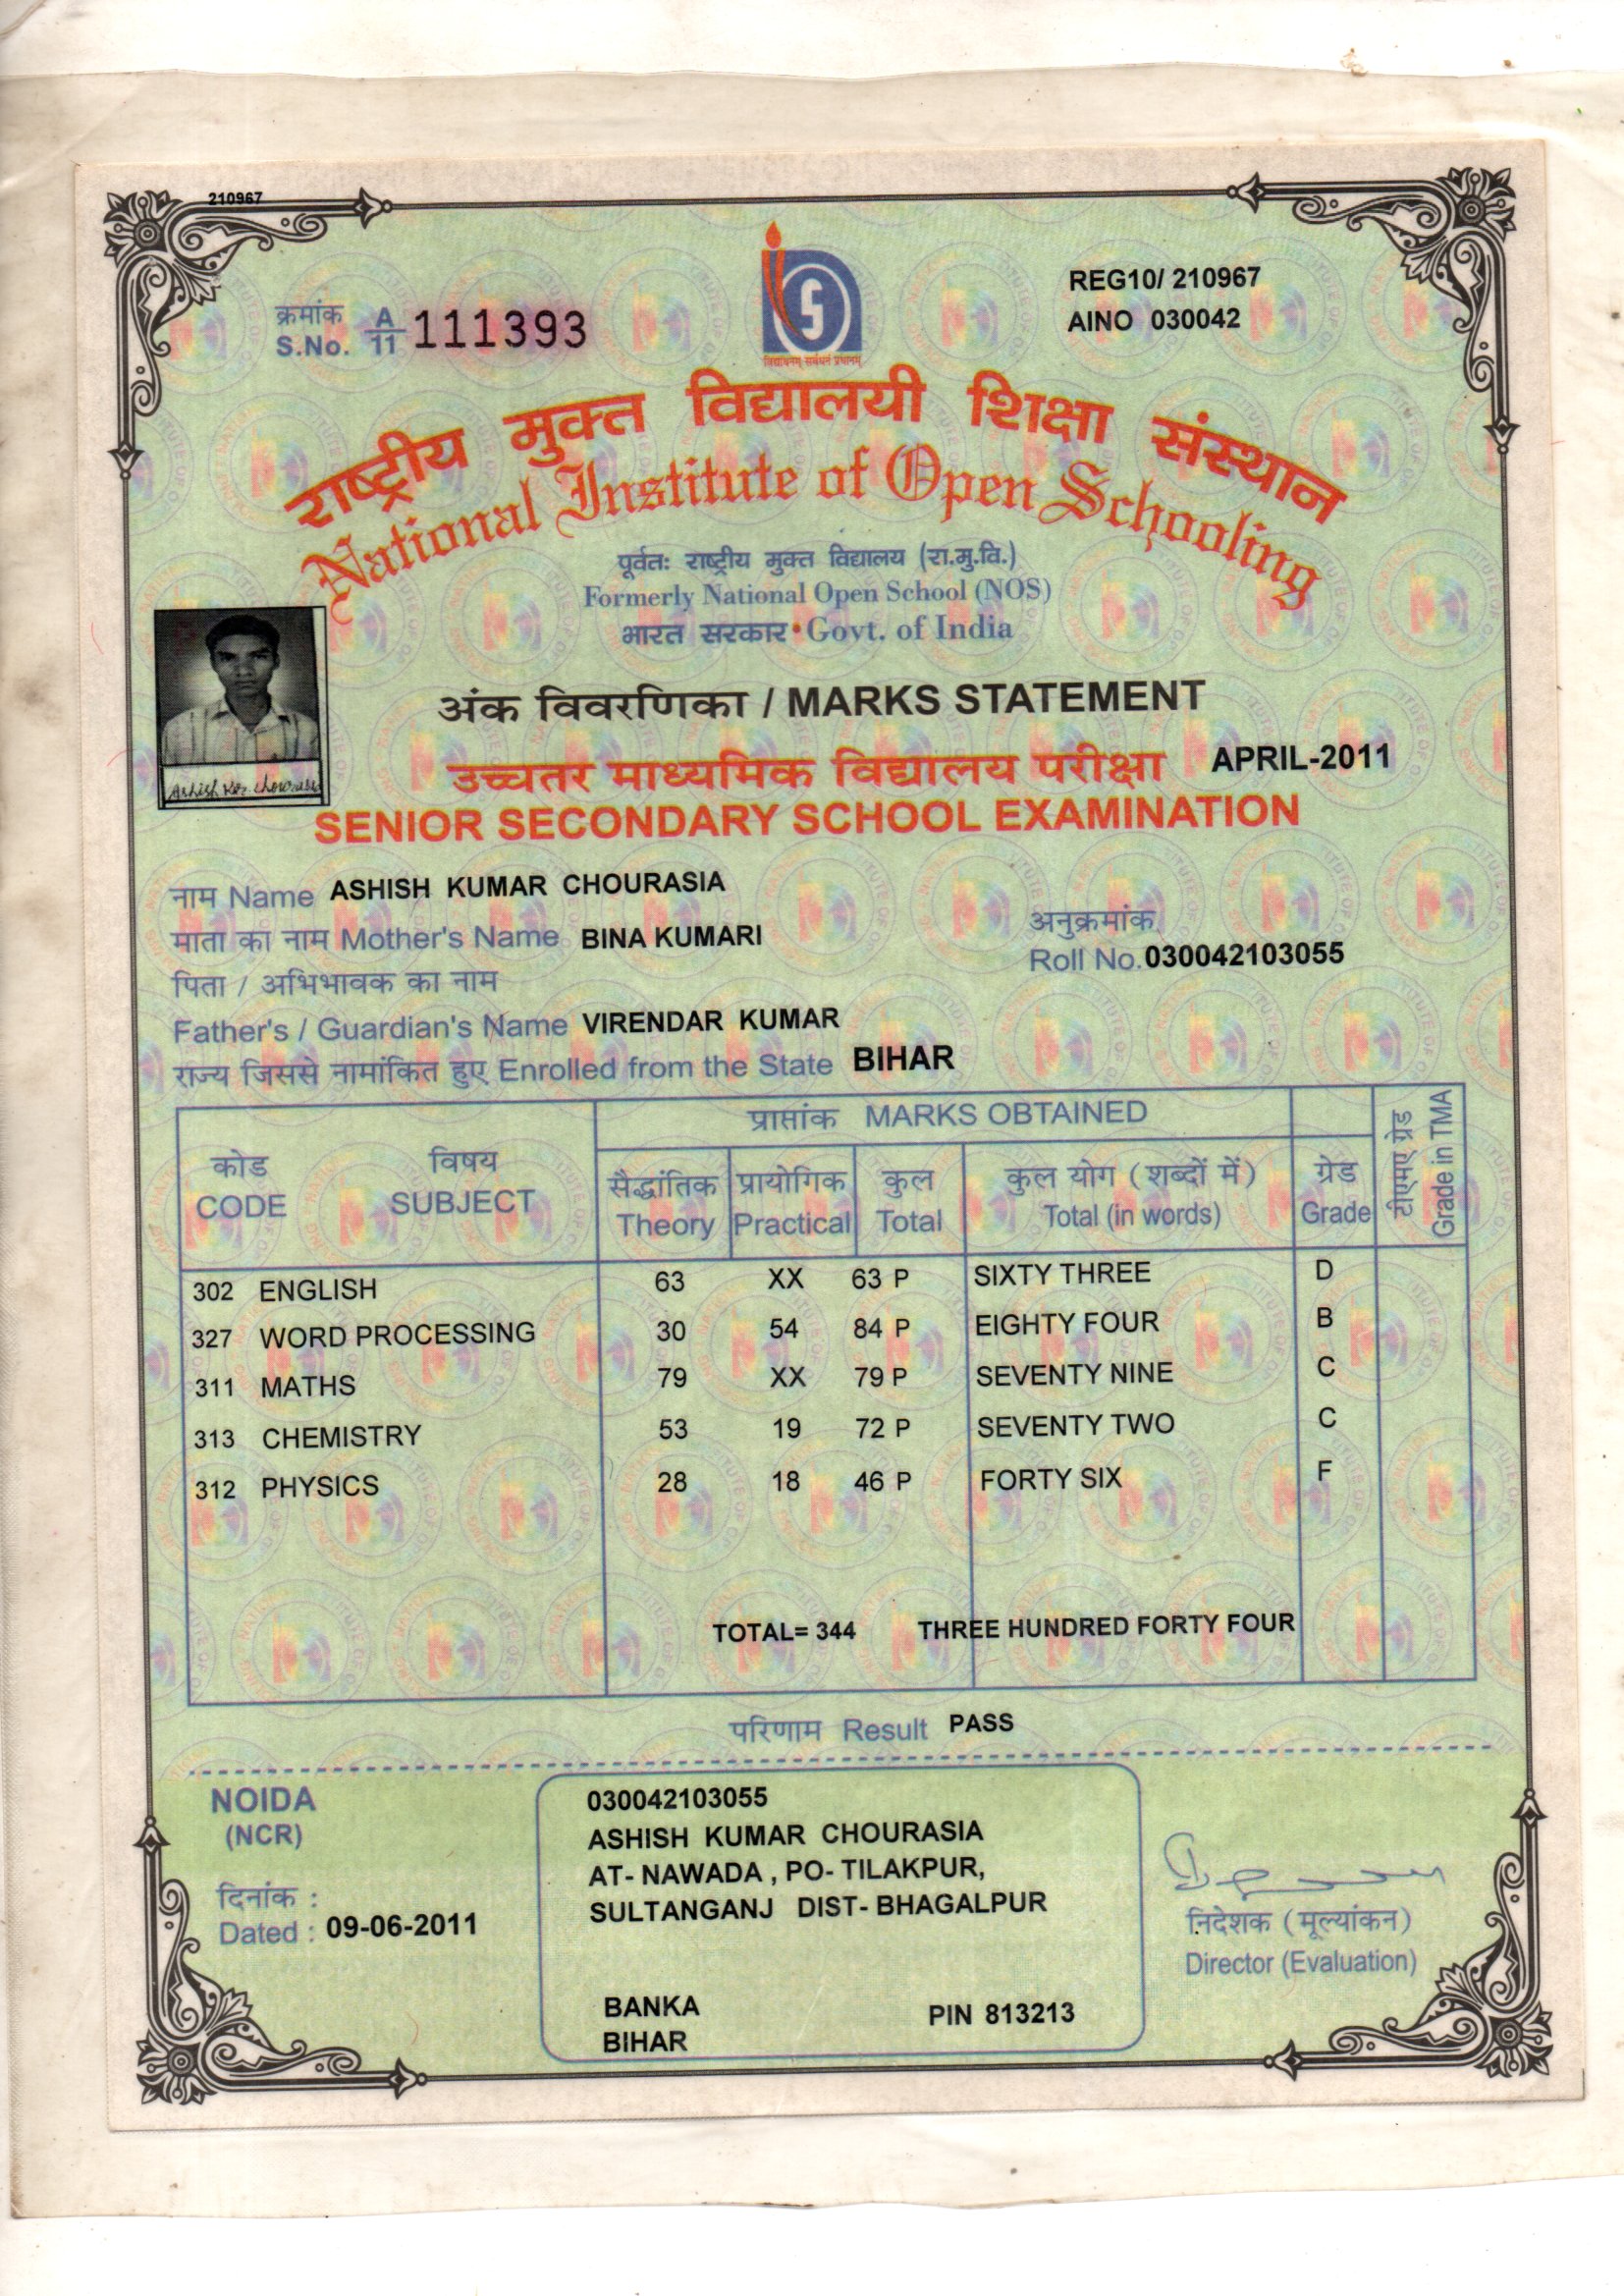 210967
क्रमांक A
S.No. 11 111393
REG10/ 210967
AINO 030042
राष्ट्रीय मुक्त विद्यालयी शिक्षा संस्थान
National Institute of Open Schooling
पूर्वतः राष्ट्रीय मुक्त विद्यालय (रा.मु.वि.)
Formerly National Open School (NOS)
भारत सरकार • Govt. of India
अंक विवरणिका / MARKS STATEMENT
उच्चतर माध्यमिक विद्यालय परीक्षा APRIL-2011
SENIOR SECONDARY SCHOOL EXAMINATION
नाम Name ASHISH KUMAR CHOURASIA
माता का नाम Mother's Name BINA KUMARI
अनुक्रमांक
Roll No. 030042103055
पिता / अभिभावक का नाम
Father's / Guardian's Name VIRENDAR KUMAR
राज्य जिससे नामांकित हुए Enrolled from the State BIHAR
प्राप्तांक MARKS OBTAINED
कोड विषय सैद्धांतिक प्रायोगिक कुल कुल योग (शब्दों में) ग्रेड टीएमए ग्रेड
CODE SUBJECT Theory Practical Total Total (in words) Grade Grade in TMA
302 ENGLISH 63 XX 63 P SIXTY THREE D
327 WORD PROCESSING 30 54 84 P EIGHTY FOUR B
311 MATHS 79 XX 79 P SEVENTY NINE C
313 CHEMISTRY 53 19 72 P SEVENTY TWO C
312 PHYSICS 28 18 46 P FORTY SIX F
TOTAL= 344 THREE HUNDRED FORTY FOUR
परिणाम Result PASS
NOIDA
(NCR)
दिनांक :
Dated : 09-06-2011
030042103055
ASHISH KUMAR CHOURASIA
AT- NAWADA , PO- TILAKPUR,
SULTANGANJ DIST- BHAGALPUR
BANKA PIN 813213
BIHAR
निदेशक (मूल्यांकन)
Director (Evaluation)